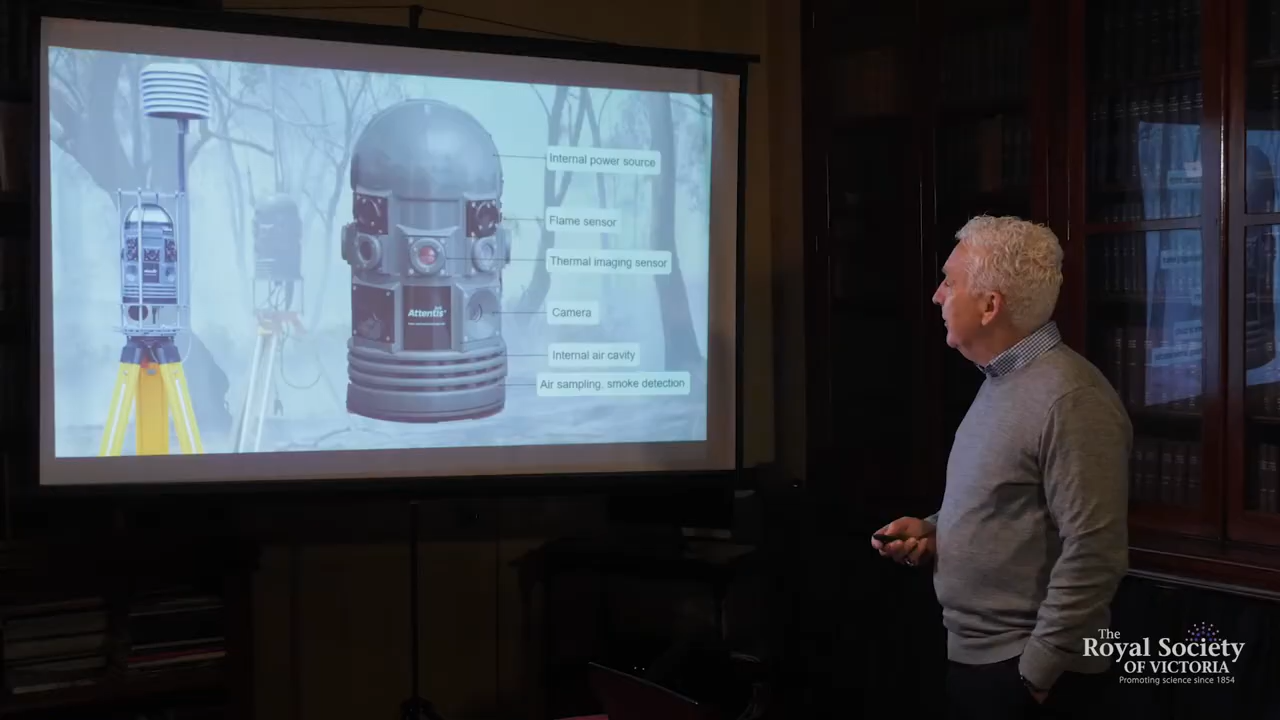 Internal power source
Flame sensor
Thermal imaging sensor
Attentis
Camera
Internal air cavity
Air sampling, smoke detection
Attentis
The
Royal Society
OF VICTORIA
Promoting science since 1854